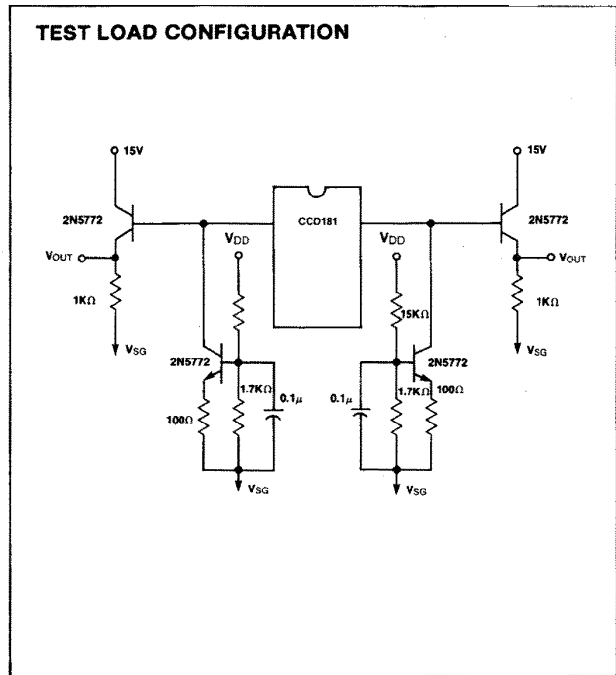 TEST LOAD CONFIGURATION
15V
15V
2N5772
CCD181
2N5772
VDD
VDD
VOUT
VOUT
1KΩ
15KΩ
1KΩ
VSG
VSG
2N5772
2N5772
1.7KΩ
0.1μ
0.1μ
1.7KΩ
100Ω
100Ω
VSG
VSG